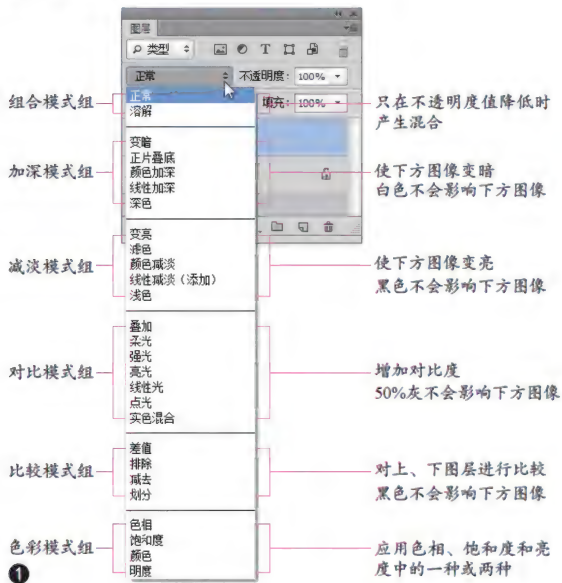 图层
类型
T
正常 不透明度: 100%
组合模式组
正常
溶解
填充: 100%
只在不透明度值降低时
产生混合
加深模式组
变暗
正片叠底
颜色加深
线性加深
深色
使下方图像变暗
白色不会影响下方图像
减淡模式组
变亮
滤色
颜色减淡
线性减淡（添加）
浅色
使下方图像变亮
黑色不会影响下方图像
对比模式组
叠加
柔光
强光
亮光
线性光
点光
实色混合
增加对比度
50%灰不会影响下方图像
比较模式组
差值
排除
减去
划分
对上、下图层进行比较
黑色不会影响下方图像
色彩模式组
色相
饱和度
颜色
明度
应用色相、饱和度和亮
度中的一种或两种
❶